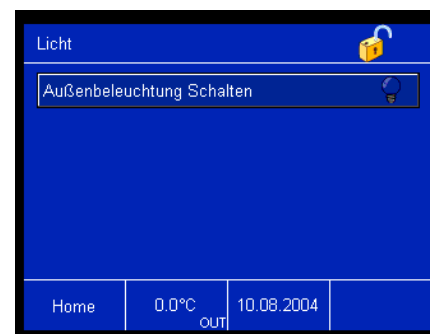 Licht
Außenbeleuchtung Schalten
Home
0.0°C
OUT
10.08.2004